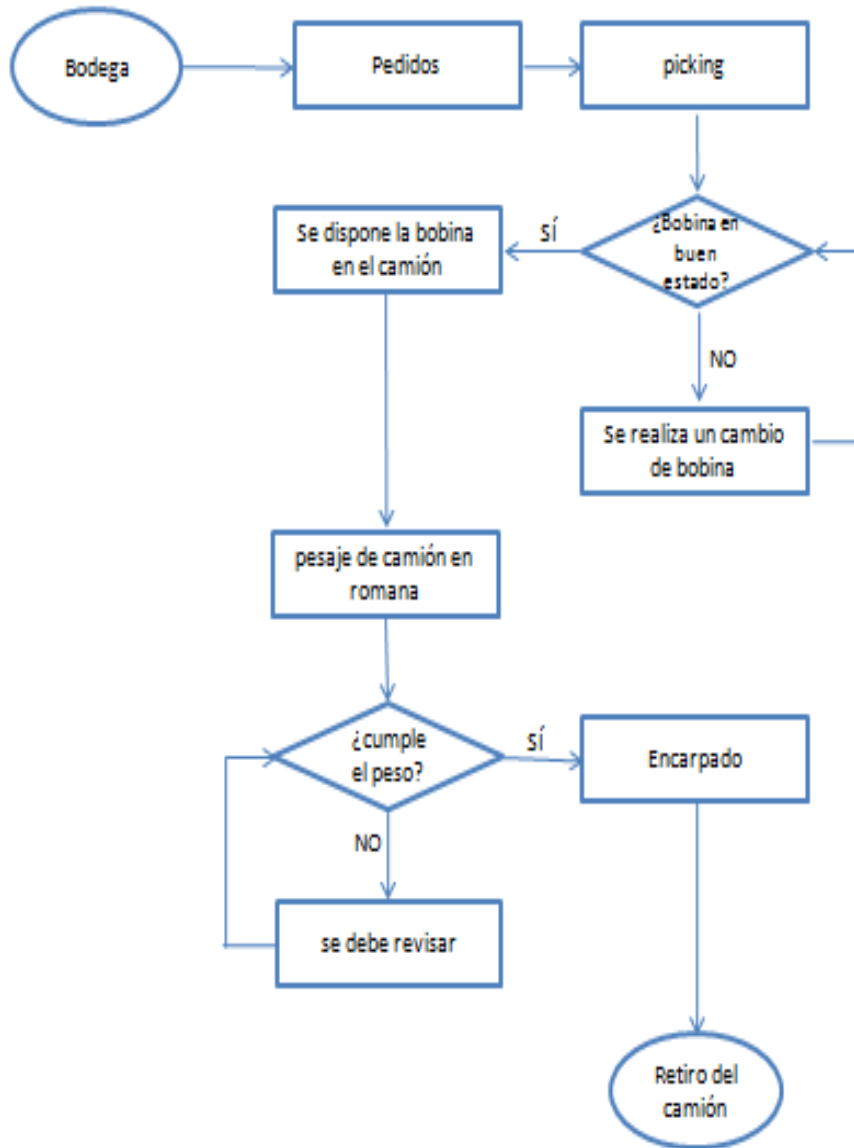 Bodega
Pedidos
picking
¿Bobina en
buen
estado?
SÍ
Se dispone la bobina
en el camión
NO
Se realiza un cambio
de bobina
pesaje de camión en
romana
¿cumple
el peso?
SÍ
Encarpado
NO
se debe revisar
Retiro del
camión